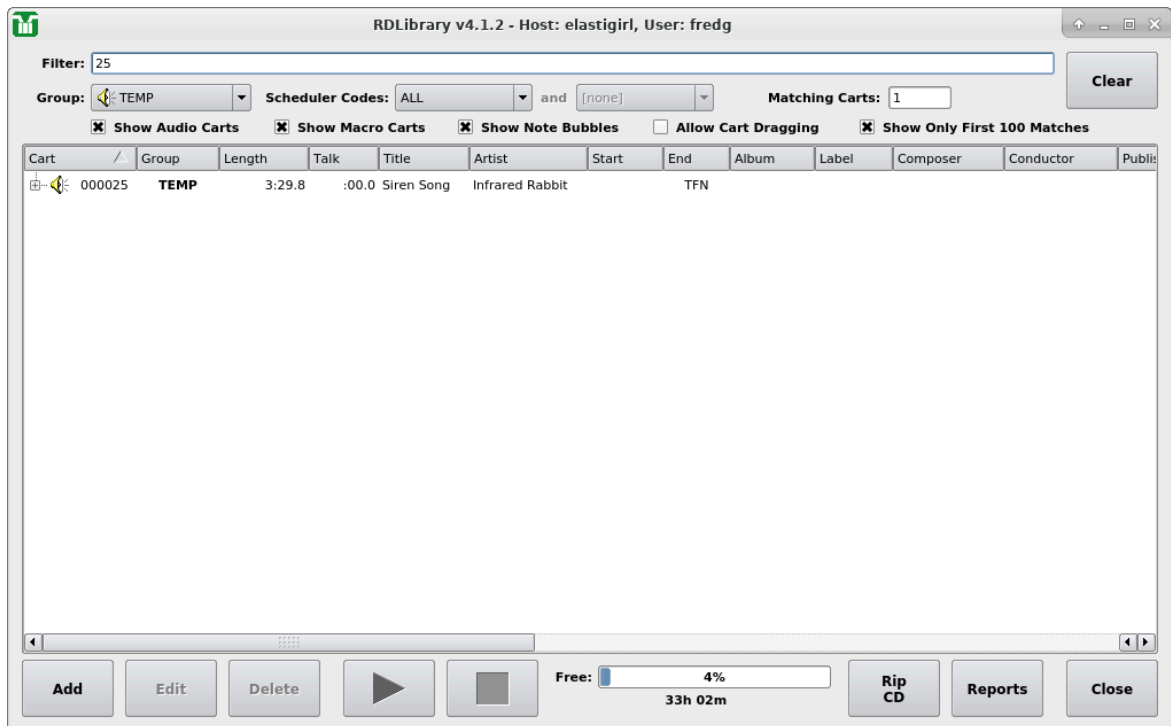 RDLibrary v4.1.2 - Host: elastigirl, User: fredg
Filter: 25
Clear
Group: TEMP Scheduler Codes: ALL and [none] Matching Carts: 1
Show Audio Carts Show Macro Carts Show Note Bubbles Allow Cart Dragging Show Only First 100 Matches
Cart Group Length Talk Title Artist Start End Album Label Composer Conductor Publis
000025 TEMP 3:29.8 :00.0 Siren Song Infrared Rabbit TFN
Add Edit Delete Free: 4% Rip CD Reports Close
33h 02m